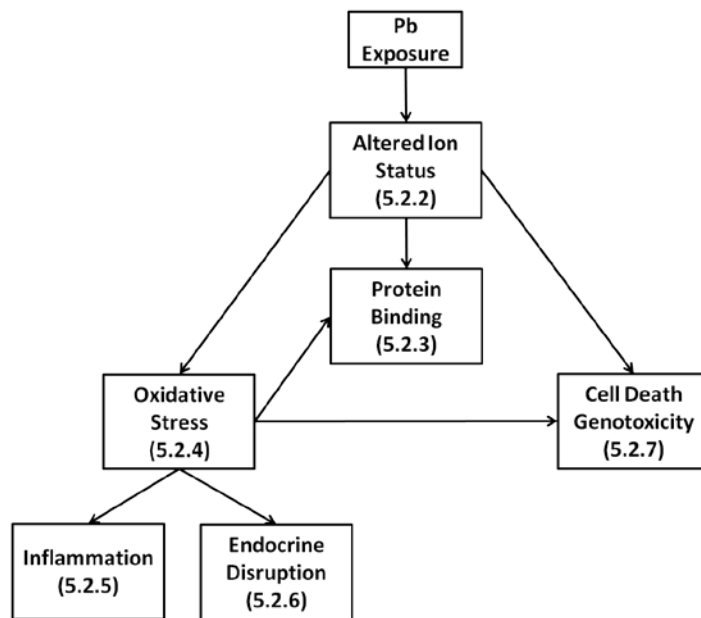 Pb
Exposure
Altered Ion
Status
(5.2.2)
Protein
Binding
(5.2.3)
Oxidative
Stress
(5.2.4)
Cell Death
Genotoxicity
(5.2.7)
Inflammation
(5.2.5)
Endocrine
Disruption
(5.2.6)